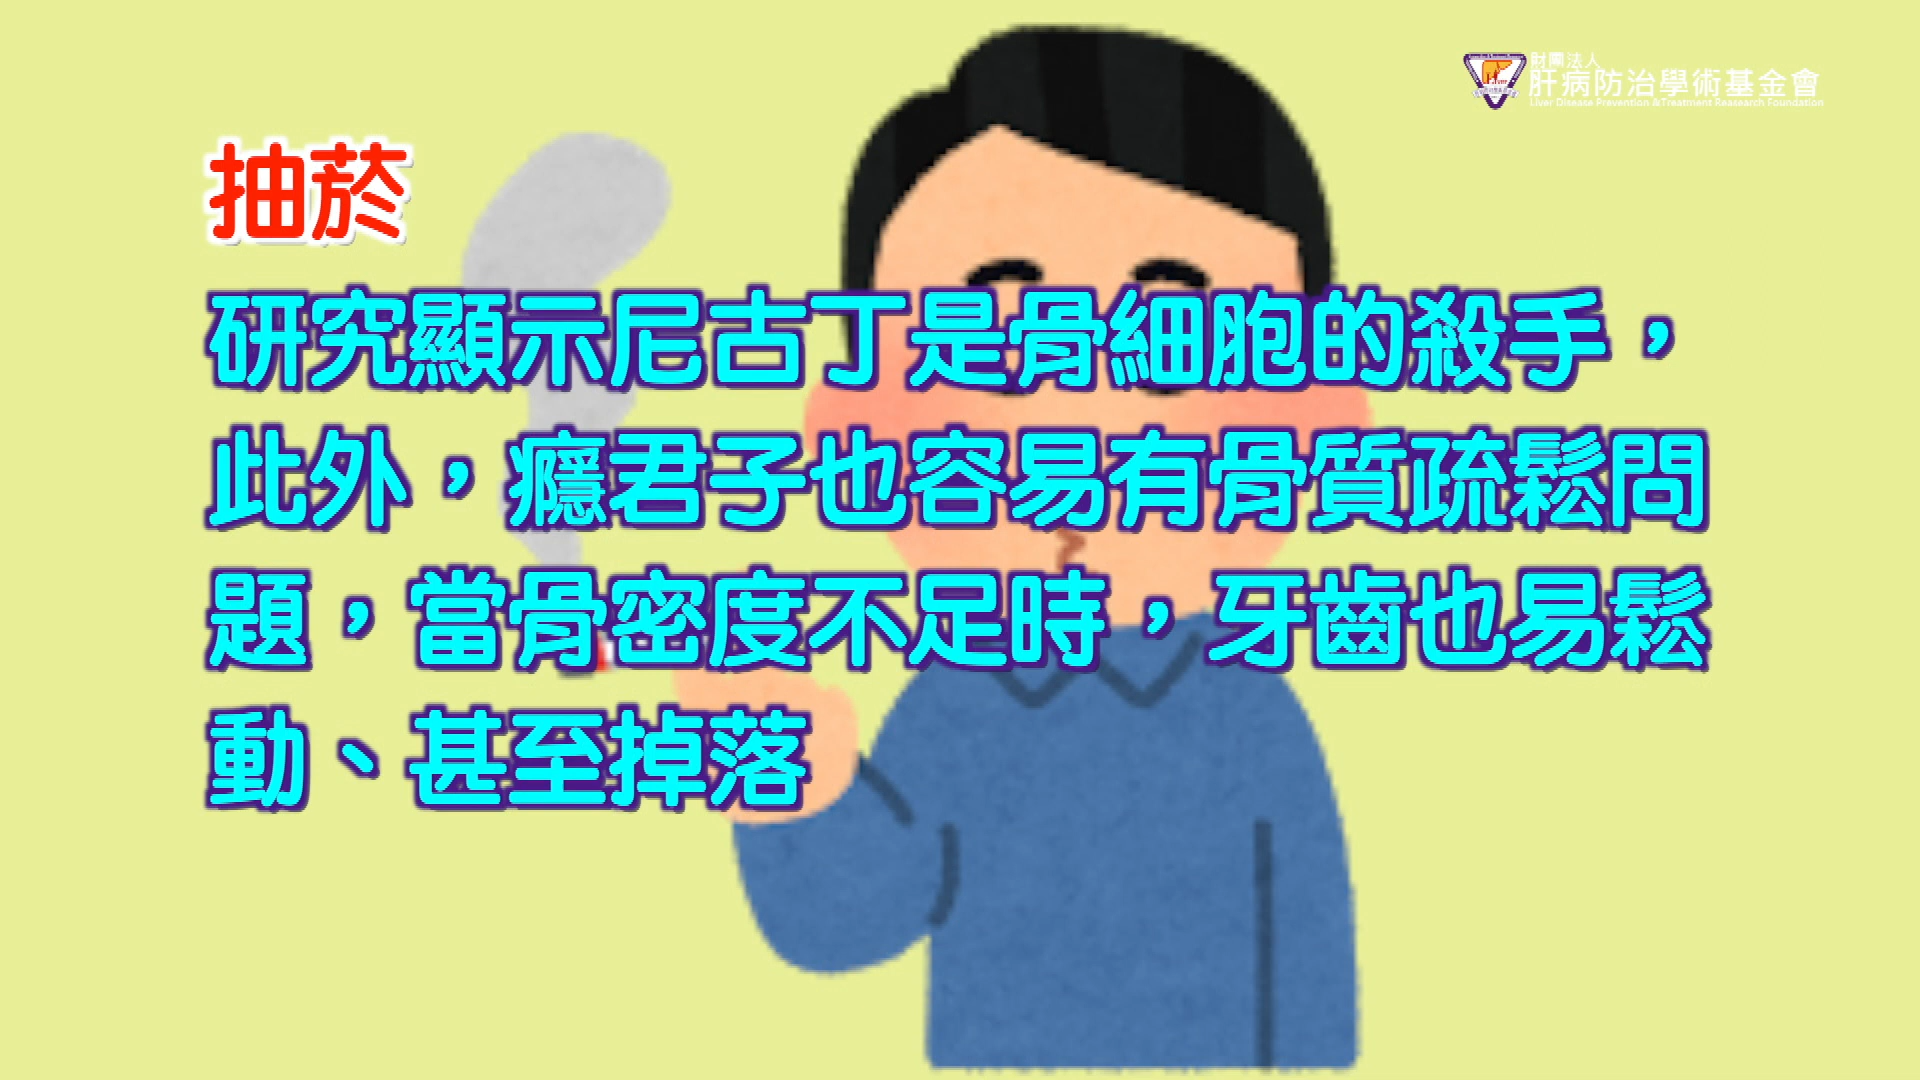 財團法人
肝病防治學術基金會
Liver Disease Prevention &Treatment Reasearch Foundation
抽菸
研究顯示尼古丁是骨細胞的殺手，
此外，癮君子也容易有骨質疏鬆問
題，當骨密度不足時，牙齒也易鬆
動、甚至掉落